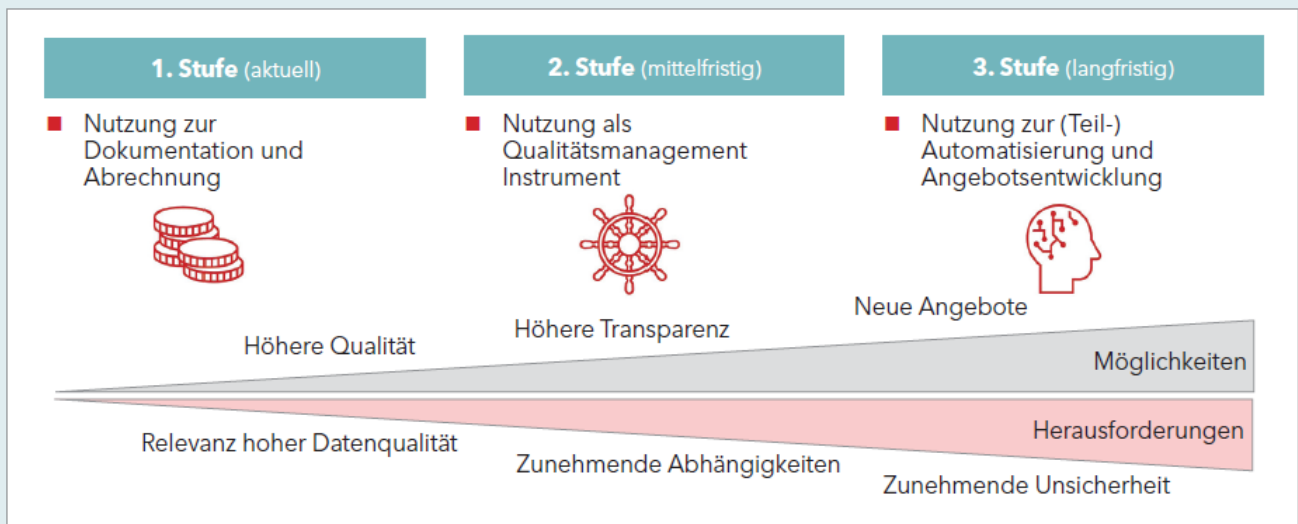 1. Stufe (aktuell)
2. Stufe (mittelfristig)
3. Stufe (langfristig)
Nutzung zur
Dokumentation und
Abrechnung
Nutzung als
Qualitätsmanagement
Instrument
Nutzung zur (Teil-)
Automatisierung und
Angebotsentwicklung
Höhere Qualität
Höhere Transparenz
Neue Angebote
Möglichkeiten
Herausforderungen
Relevanz hoher Datenqualität
Zunehmende Abhängigkeiten
Zunehmende Unsicherheit